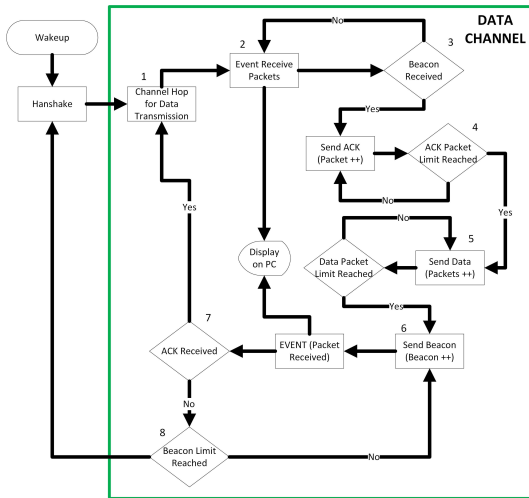 DATA
CHANNEL
Wakeup
Hanshake
1
Channel Hop
for Data
Transmission
2
Event Receive
Packets
No
3
Beacon
Received
Yes
Send ACK
(Packet ++)
4
ACK Packet
Limit Reached
No
Yes
No
5
Send Data
(Packets ++)
Data Packet
Limit Reached
Yes
Yes
Display
on PC
6
Send Beacon
(Beacon ++)
EVENT (Packet
Received)
7
ACK Received
No
8
Beacon Limit
Reached
No